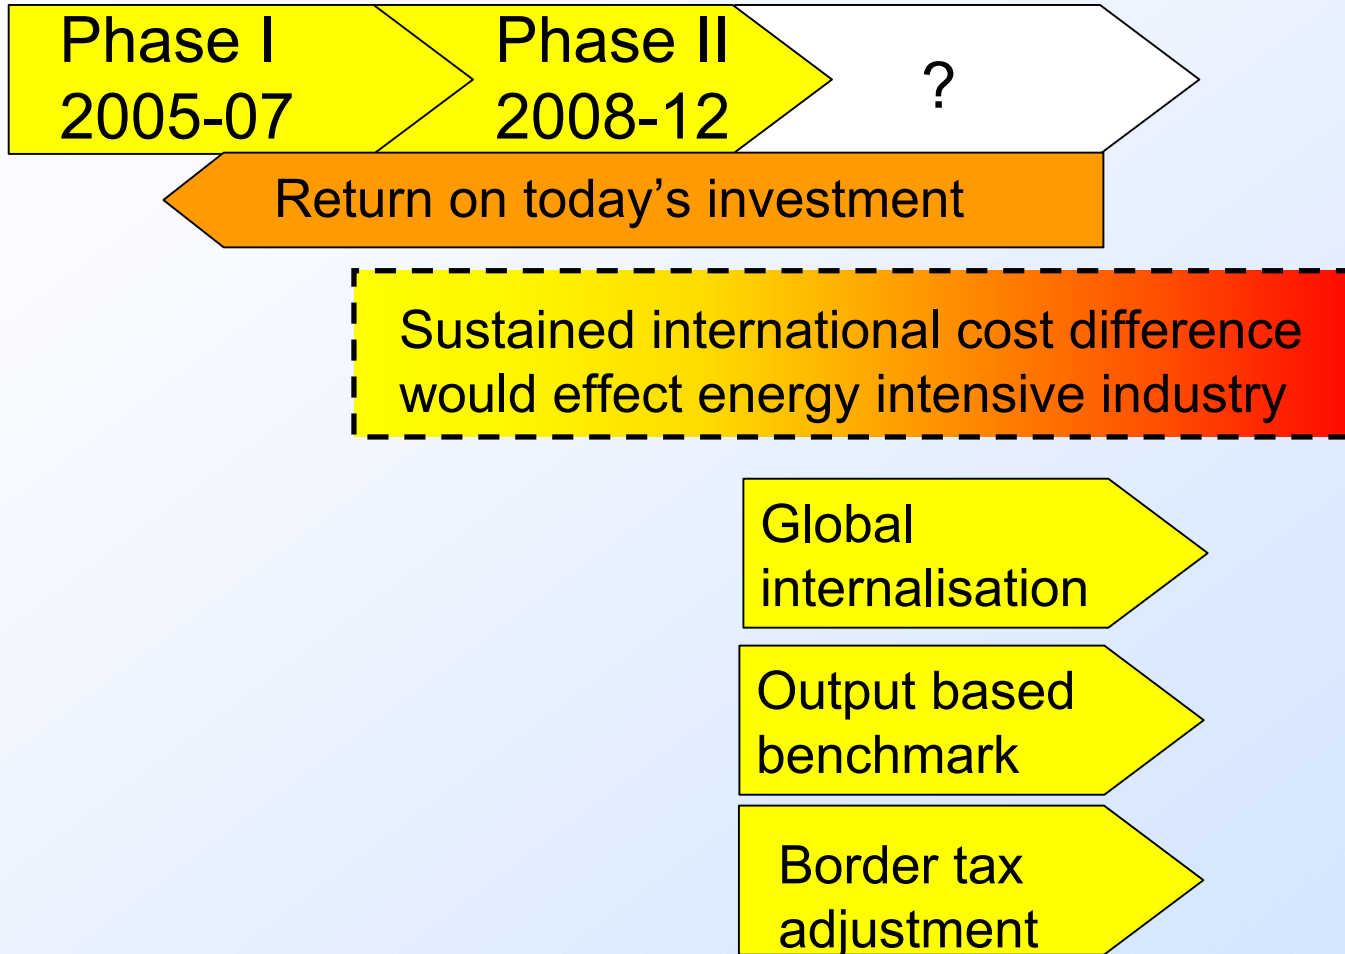 Phase I
2005-07
Phase II
2008-12
?
Return on today’s investment
Sustained international cost difference
would effect energy intensive industry
Global
internalisation
Output based
benchmark
Border tax
adjustment